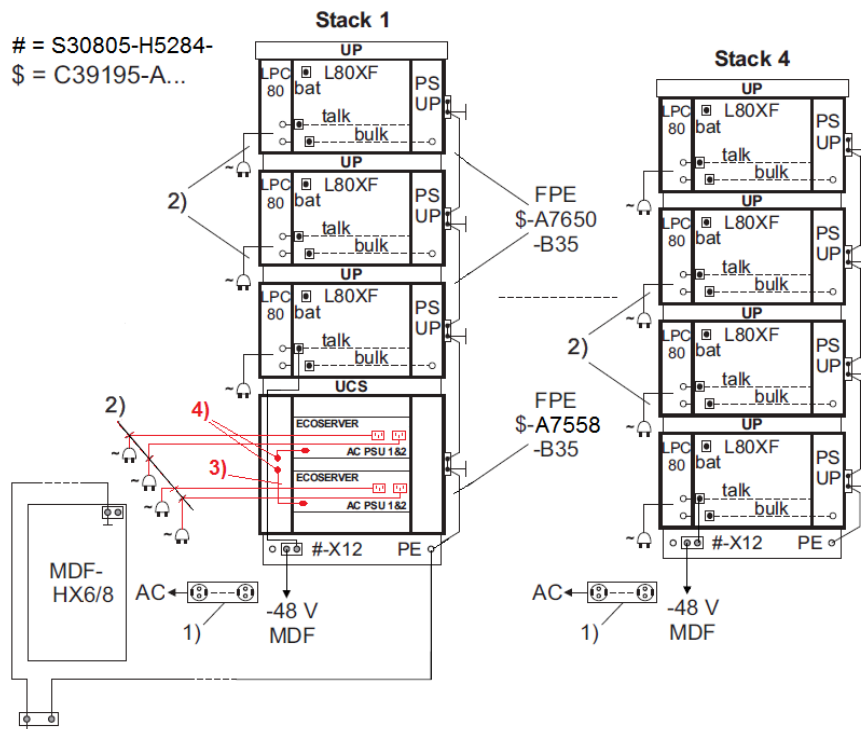 Stack 1
# = S30805-H5284-
$ = C39195-A...
UP
LPC 80
L80XF
bat
talk
bulk
PS UP
~
UP
LPC 80
L80XF
bat
talk
bulk
PS UP
~
2)
UP
LPC 80
L80XF
bat
talk
bulk
PS UP
~
FPE
$-A7650
-B35
UCS
2)
4)
3)
ECOSERVER
AC PSU 1&2
ECOSERVER
AC PSU 1&2
~
~
~
~
FPE
$-A7558
-B35
#-X12
PE
MDF-
HX6/8
AC
1)
-48 V
MDF
Stack 4
UP
LPC 80
L80XF
bat
talk
bulk
PS UP
~
UP
LPC 80
L80XF
bat
talk
bulk
PS UP
~
2)
UP
LPC 80
L80XF
bat
talk
bulk
PS UP
~
UP
LPC 80
L80XF
bat
talk
bulk
PS UP
~
#-X12
PE
AC
1)
-48 V
MDF